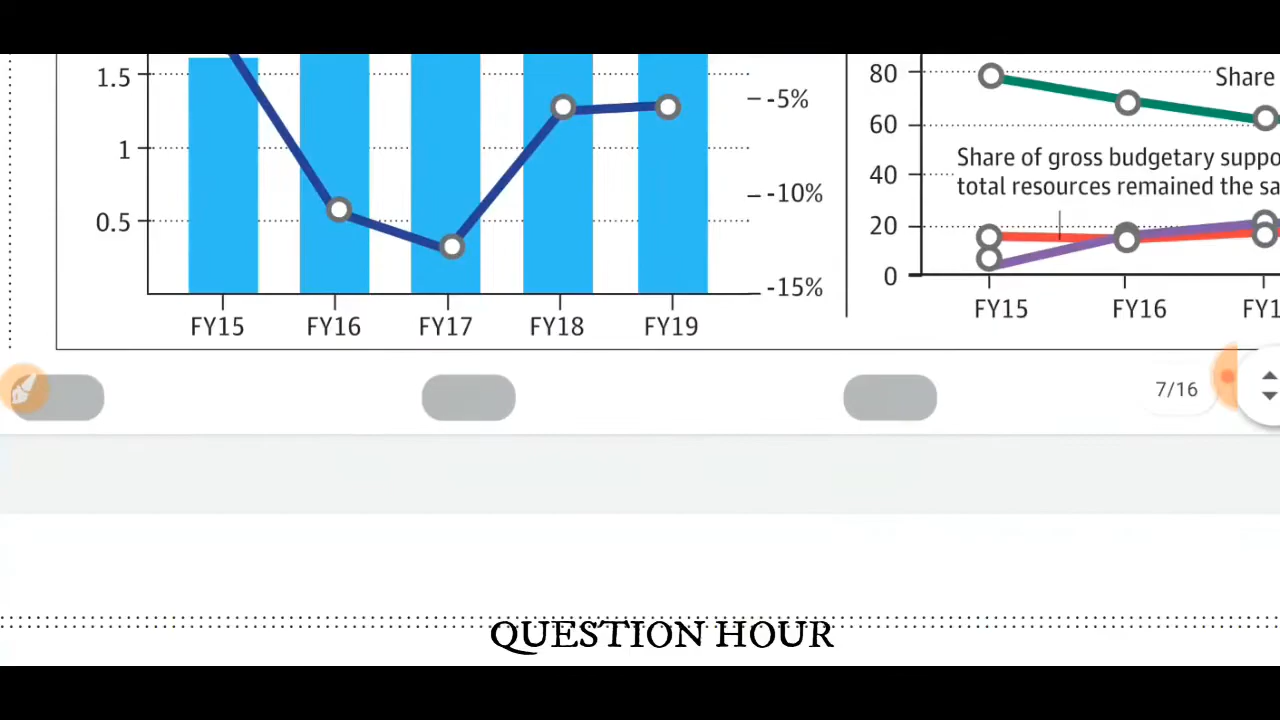 1.5
1
0.5
-5%
-10%
-15%
FY15 FY16 FY17 FY18 FY19
80
60
40
20
0
Share
Share of gross budgetary suppo
total resources remained the sa
FY15 FY16 FY1
7/16
QUESTION HOUR